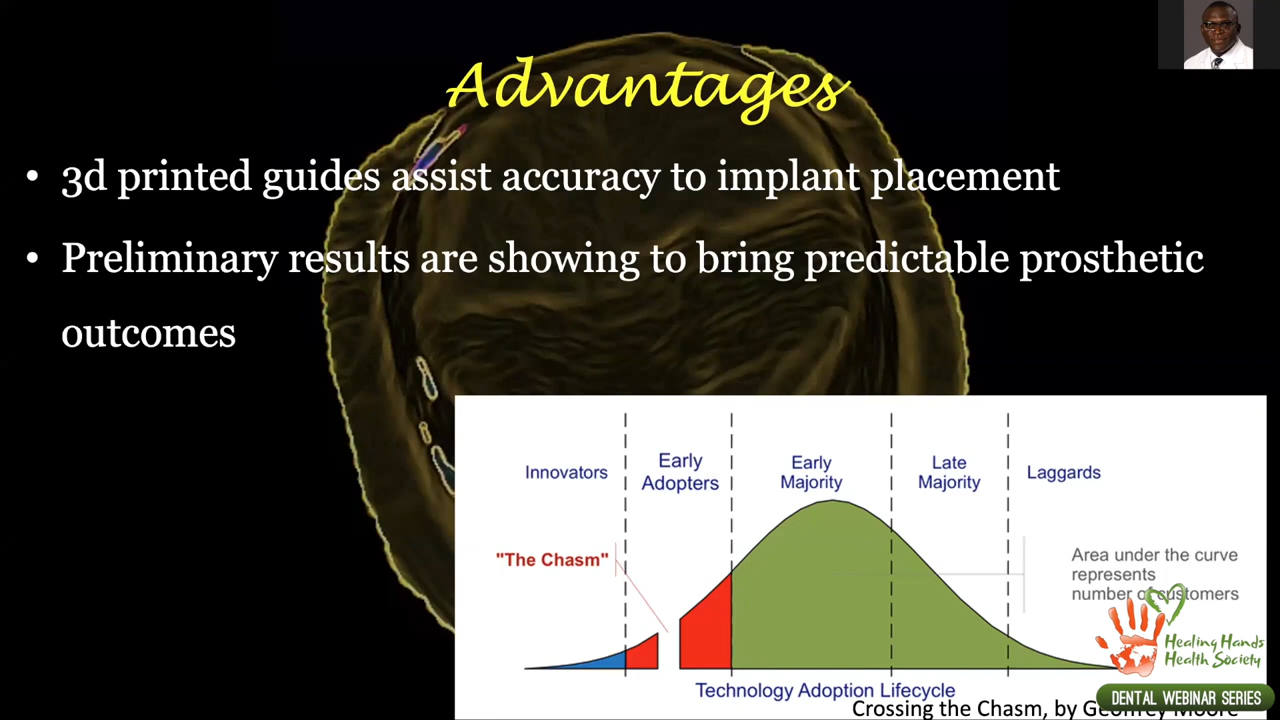 Advantages
• 3d printed guides assist accuracy to implant placement
• Preliminary results are showing to bring predictable prosthetic
outcomes
Innovators
Early
Adopters
Early
Majority
Late
Majority
Laggards
"The Chasm"
Area under the curve
represents
number of customers
Technology Adoption Lifecycle
Crossing the Chasm, by Geoffrey Moore
Healing Hands
Health Society
DENTAL WEBINAR SERIES